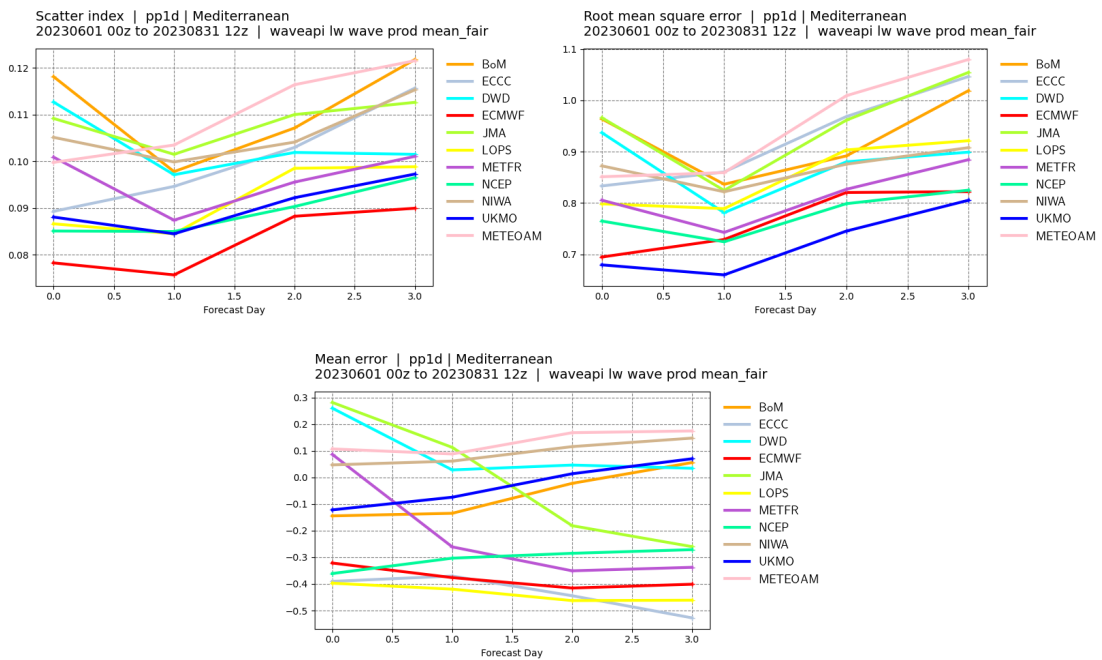 Scatter index | pp1d | Mediterranean
20230601 00z to 20230831 12z | waveapi lw wave prod mean_fair
0.12
0.11
0.10
0.09
0.08
0.0 0.5 1.0 1.5 2.0 2.5 3.0
Forecast Day
BoM
ECCC
DWD
ECMWF
JMA
LOPS
METFR
NCEP
NIWA
UKMO
METEOAM
Root mean square error | pp1d | Mediterranean
20230601 00z to 20230831 12z | waveapi lw wave prod mean_fair
1.1
1.0
0.9
0.8
0.7
0.0 0.5 1.0 1.5 2.0 2.5 3.0
Forecast Day
BoM
ECCC
DWD
ECMWF
JMA
LOPS
METFR
NCEP
NIWA
UKMO
METEOAM
Mean error | pp1d | Mediterranean
20230601 00z to 20230831 12z | waveapi lw wave prod mean_fair
0.3
0.2
0.1
0.0
−0.1
−0.2
−0.3
−0.4
−0.5
0.0 0.5 1.0 1.5 2.0 2.5 3.0
Forecast Day
BoM
ECCC
DWD
ECMWF
JMA
LOPS
METFR
NCEP
NIWA
UKMO
METEOAM